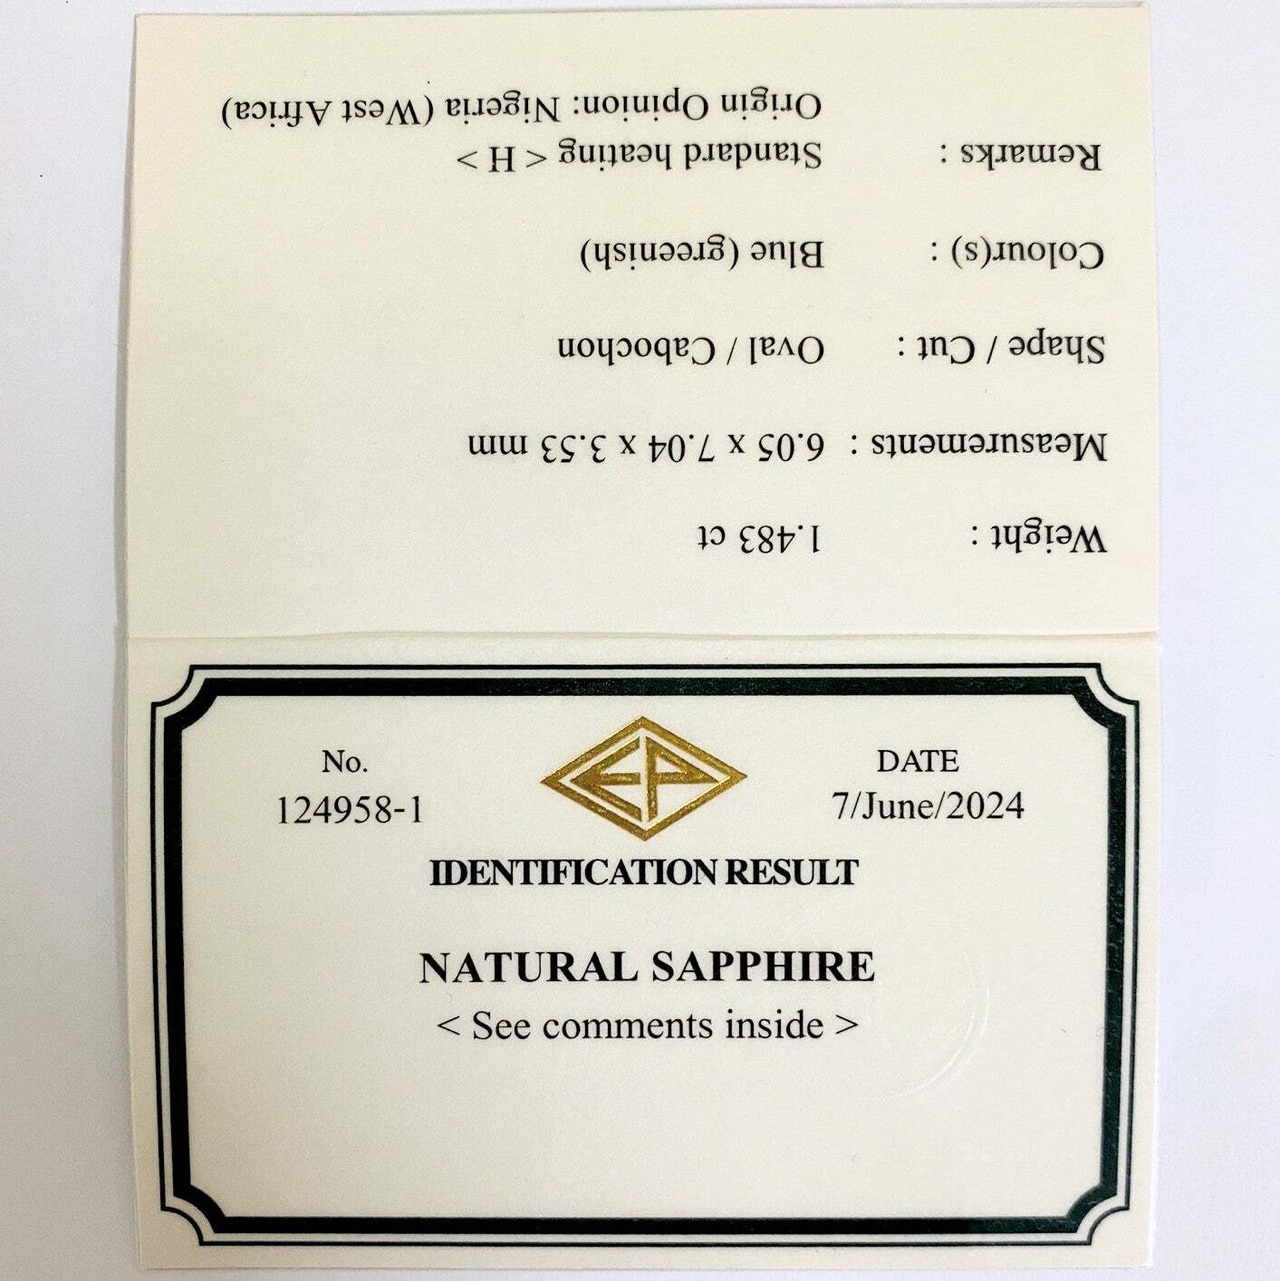 Weight : 1.483 ct
Measurements : 6.05 x 7.04 x 3.53 mm
Shape / Cut : Oval / Cabochon
Colour(s) : Blue (greenish)
Remarks : Standard heating < H >
Origin Opinion: Nigeria (West Africa)
No.
124958-1
EP
DATE
7/June/2024
IDENTIFICATION RESULT
NATURAL SAPPHIRE
< See comments inside >